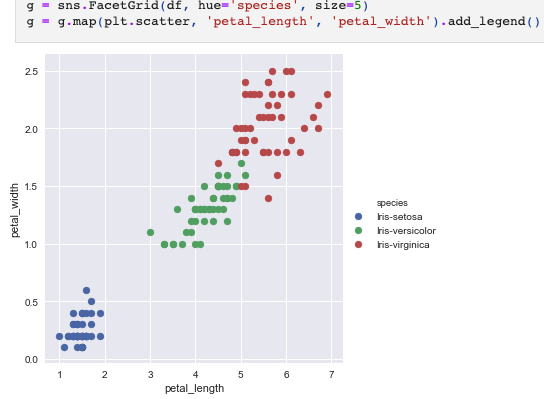 g = sns.FacetGrid(df, hue='species', size=5)
g = g.map(plt.scatter, 'petal_length', 'petal_width').add_legend()
2.5
2.0
1.5
1.0
0.5
0.0
petal_width
1 2 3 4 5 6 7
petal_length
species
Iris-setosa
Iris-versicolor
Iris-virginica